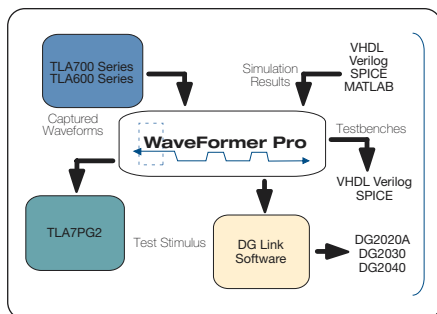 TLA700 Series
TLA600 Series
Captured
Waveforms
Simulation
Results
VHDL
Verilog
SPICE
MATLAB
WaveFormer Pro
Testbenches
VHDL Verilog
SPICE
TLA7PG2
Test Stimulus
DG Link
Software
DG2020A
DG2030
DG2040